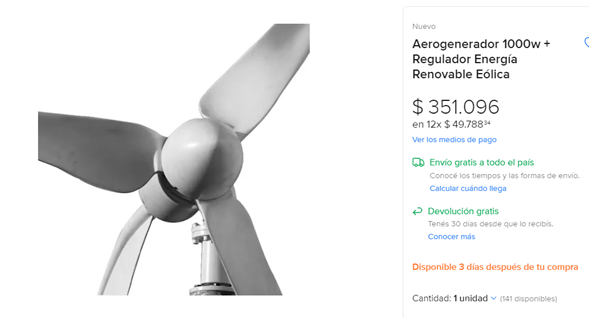 Nuevo
Aerogenerador 1000w +
Regulador Energía
Renovable Eólica
$ 351.096
en 12x $ 49.788³⁴
Ver los medios de pago
Envío gratis a todo el país
Conocé los tiempos y las formas de envío.
Calcular cuándo llega
Devolución gratis
Tenés 30 días desde que lo recibís.
Conocer más
Disponible 3 días después de tu compra
Cantidad: 1 unidad (141 disponibles)